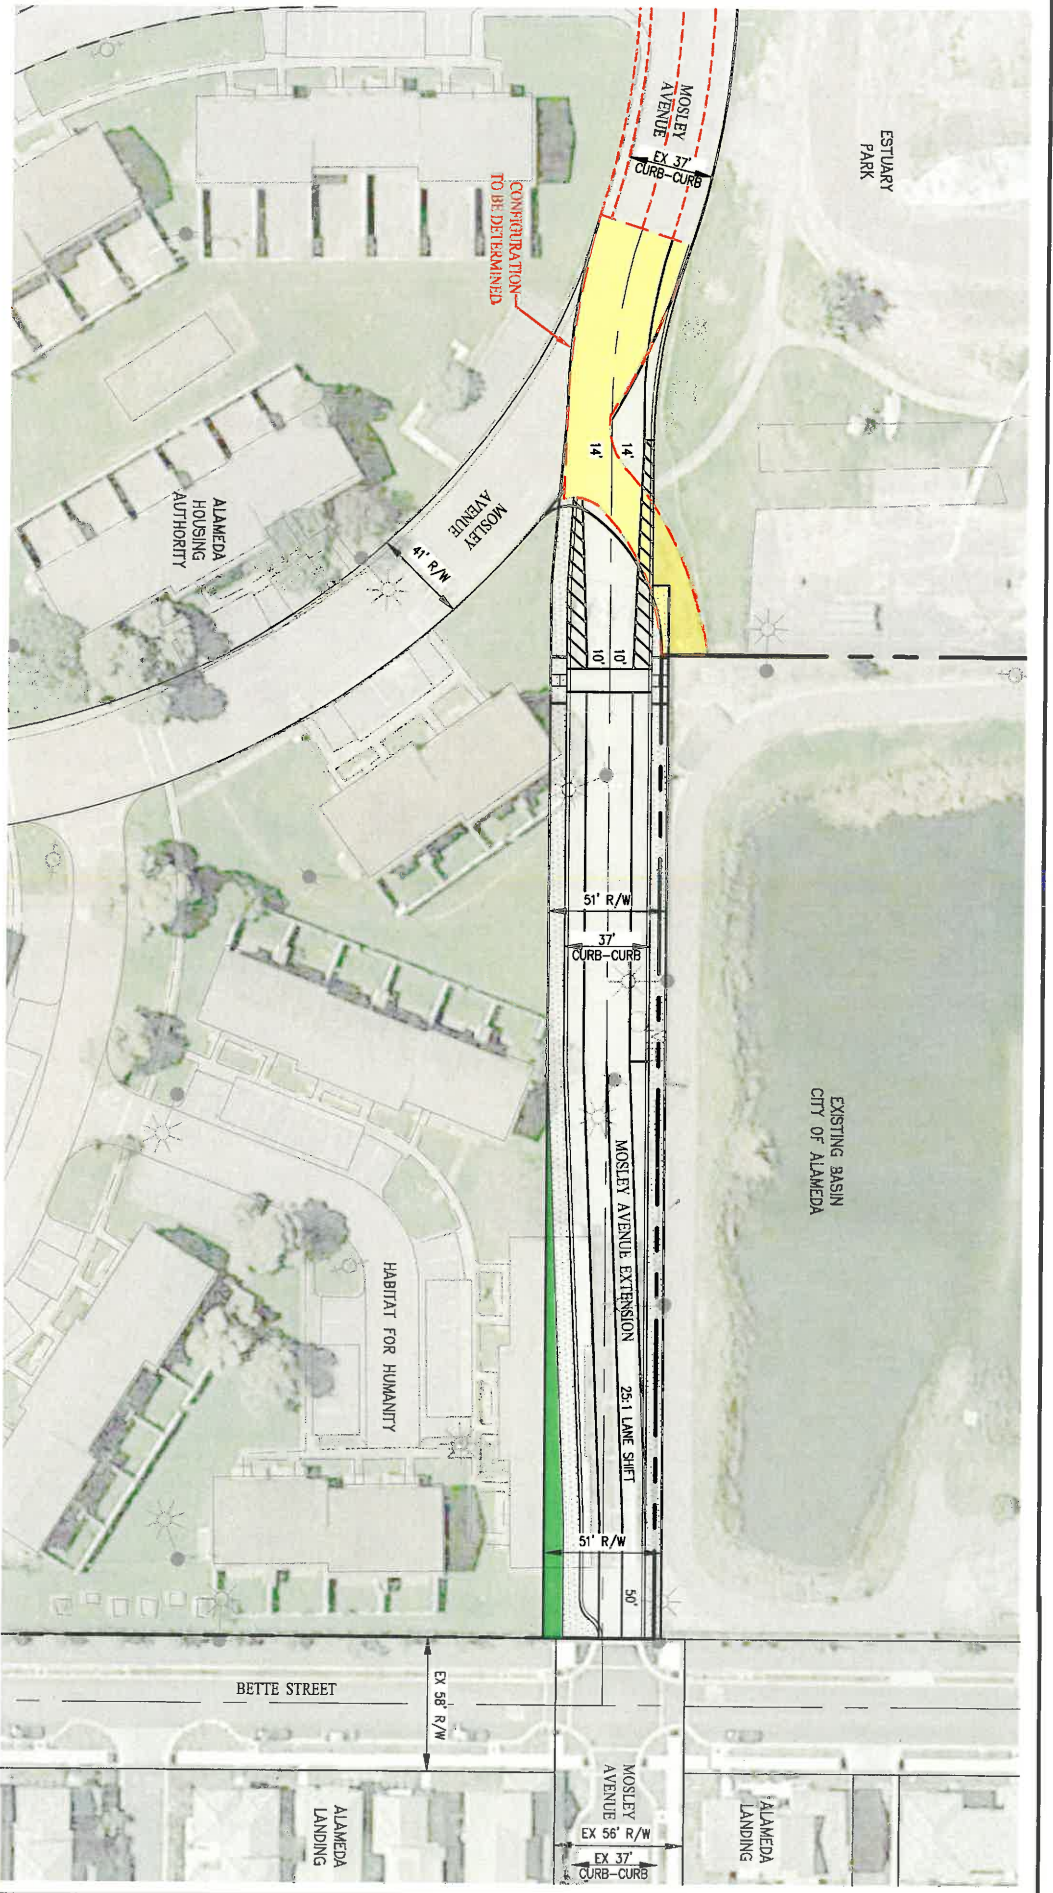 MOSLEY
AVENUE
ESTUARY
PARK
EX 37'
CURB-CURB
CONFIGURATION
TO BE DETERMINED
14'
14'
MOSLEY
AVENUE
ALAMEDA
HOUSING
AUTHORITY
41' R/W
10'
10'
51' R/W
37'
CURB-CURB
EXISTING BASIN
CITY OF ALAMEDA
MOSLEY AVENUE EXTENSION
HABITAT FOR HUMANITY
25:1 LANE SHIFT
51' R/W
50'
BETTE STREET
EX 58' R/W
MOSLEY
AVENUE
EX 56' R/W
EX 37'
CURB-CURB
ALAMEDA
LANDING
ALAMEDA
LANDING